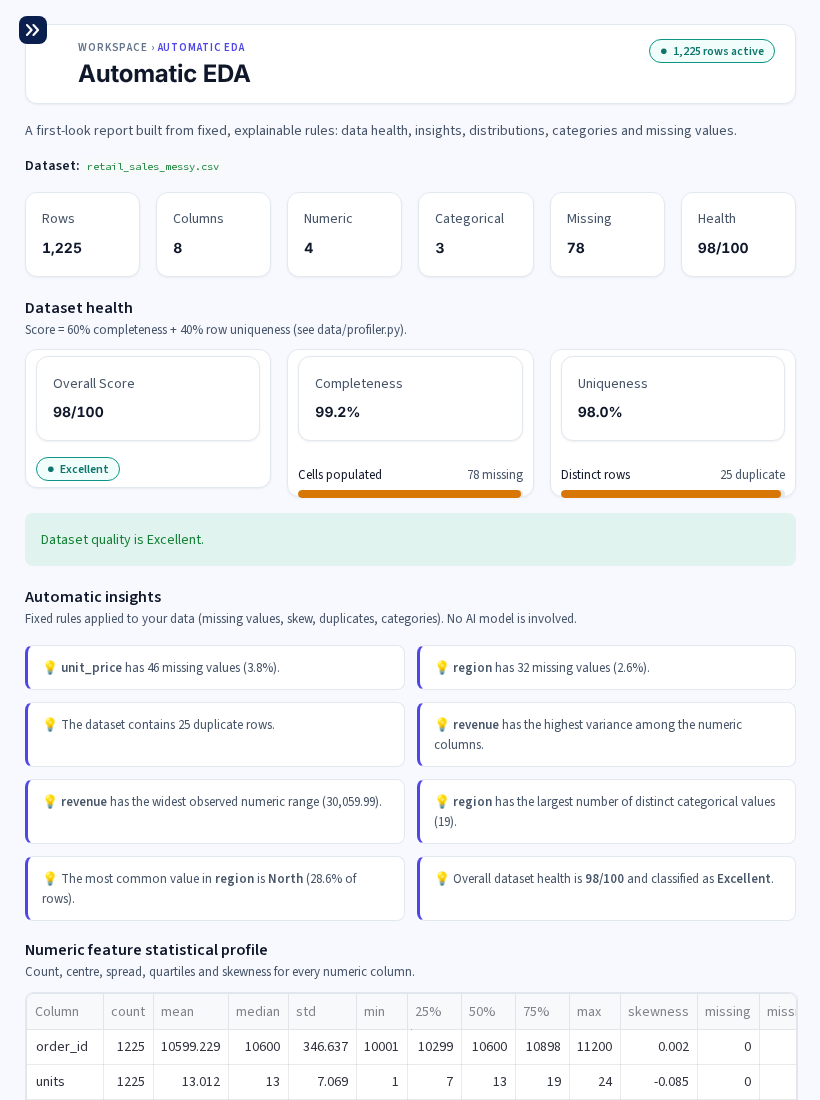 WORKSPACE › AUTOMATIC EDA
Automatic EDA
1,225 rows active
A first-look report built from fixed, explainable rules: data health, insights, distributions, categories and missing values.
Dataset: retail_sales_messy.csv
Rows Columns Numeric Categorical Missing Health
1,225 8 4 3 78 98/100
Dataset health
Score = 60% completeness + 40% row uniqueness (see data/profiler.py).
Overall Score Completeness Uniqueness
98/100 99.2% 98.0%
Excellent Cells populated 78 missing Distinct rows 25 duplicate
Dataset quality is Excellent.
Automatic insights
Fixed rules applied to your data (missing values, skew, duplicates, categories). No AI model is involved.
💡 unit_price has 46 missing values (3.8%).
💡 region has 32 missing values (2.6%).
💡 The dataset contains 25 duplicate rows.
💡 revenue has the highest variance among the numeric
columns.
💡 revenue has the widest observed numeric range (30,059.99).
💡 region has the largest number of distinct categorical values
(19).
💡 The most common value in region is North (28.6% of
rows).
💡 Overall dataset health is 98/100 and classified as Excellent.
Numeric feature statistical profile
Count, centre, spread, quartiles and skewness for every numeric column.
Column count mean median std min 25% 50% 75% max skewness missing miss
order_id 1225 10599.229 10600 346.637 10001 10299 10600 10898 11200 0.002 0
units 1225 13.012 13 7.069 1 7 13 19 24 -0.085 0